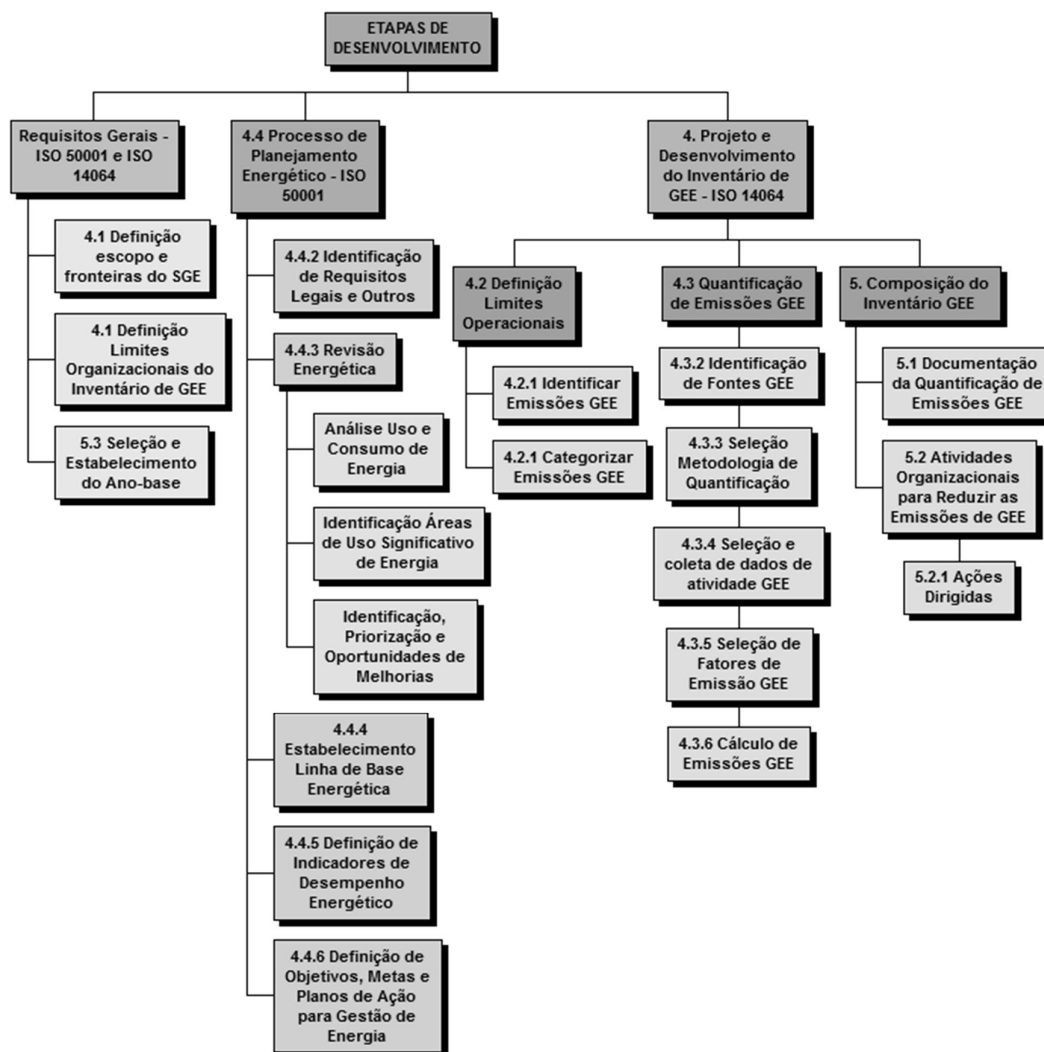 ETAPAS DE
DESENVOLVIMENTO
Requisitos Gerais -
ISO 50001 e ISO
14064
4.1 Definição
escopo e
fronteiras do SGE
4.1 Definição
Limites
Organizacionais do
Inventário de GEE
5.3 Seleção e
Estabelecimento
do Ano-base
4.4 Processo de
Planejamento
Energético - ISO
50001
4.4.2 Identificação
de Requisitos
Legais e Outros
4.4.3 Revisão
Energética
Análise Uso e
Consumo de
Energia
Identificação Áreas
de Uso Significativo
de Energia
Identificação,
Priorização e
Oportunidades de
Melhorias
4.4.4
Estabelecimento
Linha de Base
Energética
4.4.5 Definição de
Indicadores de
Desempenho
Energético
4.4.6 Definição de
Objetivos, Metas e
Planos de Ação
para Gestão de
Energia
4. Projeto e
Desenvolvimento
do Inventário de
GEE - ISO 14064
4.2 Definição
Limites
Operacionais
4.2.1 Identificar
Emissões GEE
4.2.1 Categorizar
Emissões GEE
4.3 Quantificação
de Emissões GEE
4.3.2 Identificação
de Fontes GEE
4.3.3 Seleção
Metodologia de
Quantificação
4.3.4 Seleção e
coleta de dados de
atividade GEE
4.3.5 Seleção de
Fatores de
Emissão GEE
4.3.6 Cálculo de
Emissões GEE
5. Composição do
Inventário GEE
5.1 Documentação
da Quantificação de
Emissões GEE
5.2 Atividades
Organizacionais
para Reduzir as
Emissões de GEE
5.2.1 Ações
Dirigidas